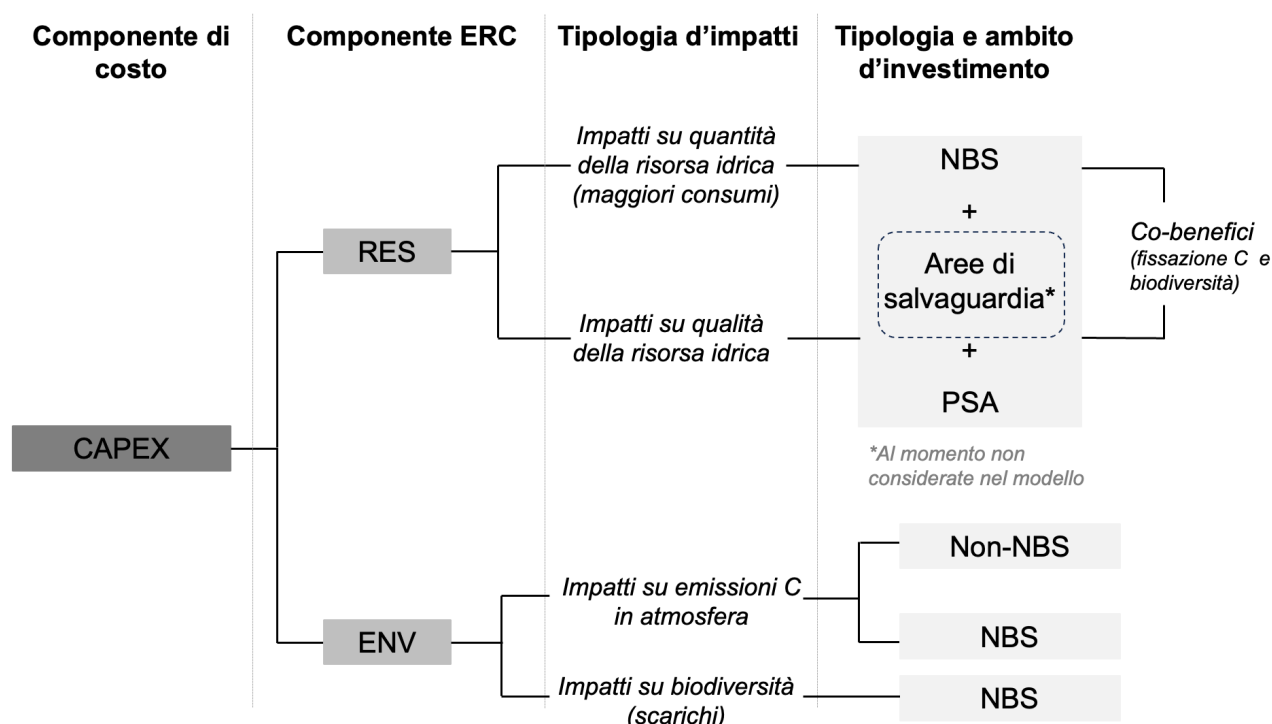 Componente di
costo
Componente ERC
Tipologia d’impatti
Tipologia e ambito
d’investimento
Impatti su quantità
della risorsa idrica
(maggiori consumi)
NBS
+
Aree di
salvaguardia*
+
PSA
Co-benefici
(fissazione C e
biodiversità)
RES
Impatti su qualità
della risorsa idrica
CAPEX
*Al momento non
considerate nel modello
Non-NBS
Impatti su emissioni C
in atmosfera
NBS
ENV
Impatti su biodiversità
(scarichi)
NBS